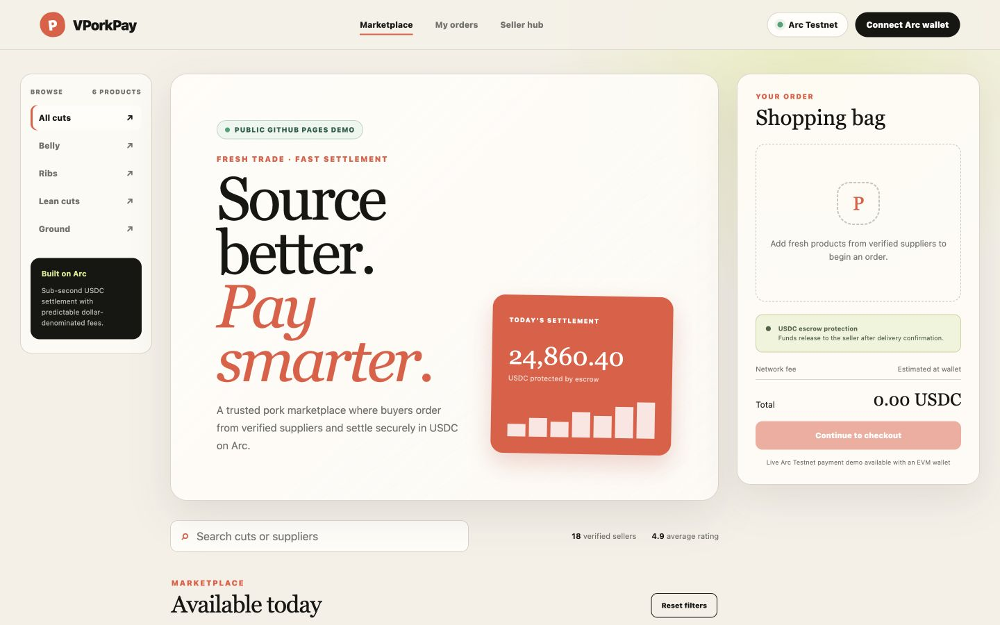 P VPorkPay
Marketplace My orders Seller hub
Arc Testnet
Connect Arc wallet
BROWSE 6 PRODUCTS
All cuts
Belly
Ribs
Lean cuts
Ground
Built on Arc
Sub-second USDC
settlement with
predictable dollar-
denominated fees.
PUBLIC GITHUB PAGES DEMO
FRESH TRADE · FAST SETTLEMENT
Source
better.
Pay
smarter.
A trusted pork marketplace where buyers order
from verified suppliers and settle securely in USDC
on Arc.
TODAY'S SETTLEMENT
24,860.40
USDC protected by escrow
YOUR ORDER
Shopping bag
P
Add fresh products from verified suppliers to
begin an order.
USDC escrow protection
Funds release to the seller after delivery confirmation.
Network fee Estimated at wallet
Total 0.00 USDC
Continue to checkout
Live Arc Testnet payment demo available with an EVM wallet
Search cuts or suppliers
18 verified sellers 4.9 average rating
MARKETPLACE
Available today
Reset filters